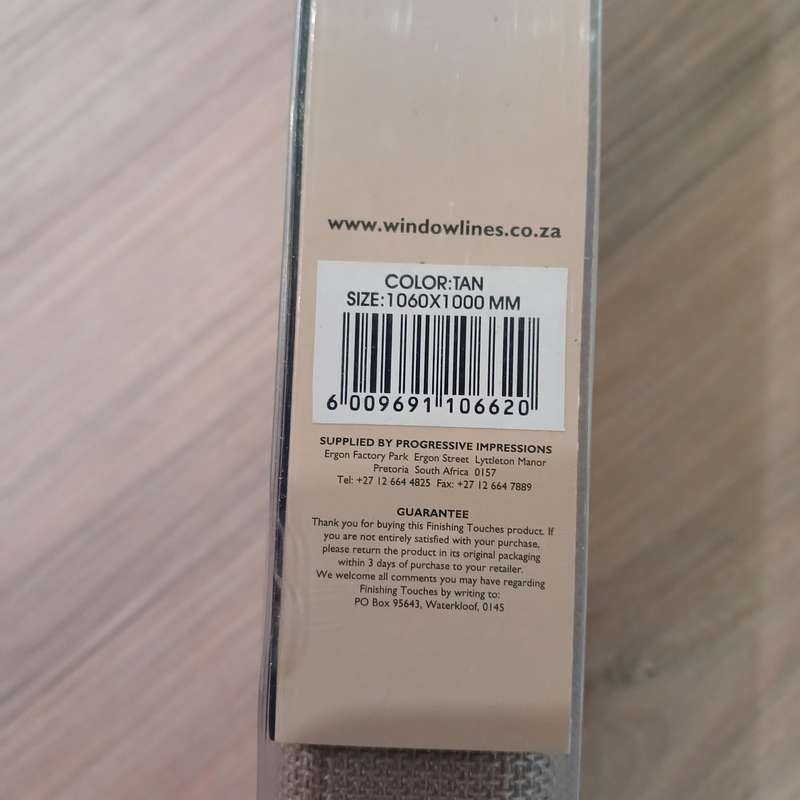 www.windowlines.co.za
COLOR:TAN
SIZE:1060X1000 MM
6 009691 106620
SUPPLIED BY PROGRESSIVE IMPRESSIONS
Ergon Factory Park Ergon Street Lyttleton Manor
Pretoria South Africa 0157
Tel: +27 12 664 4825 Fax: +27 12 664 7889
GUARANTEE
Thank you for buying this Finishing Touches product. If
you are not entirely satisfied with your purchase,
please return the product in its original packaging
within 3 days of purchase to your retailer.
We welcome all comments you may have regarding
Finishing Touches by writing to:
PO Box 95643, Waterkloof, 0145